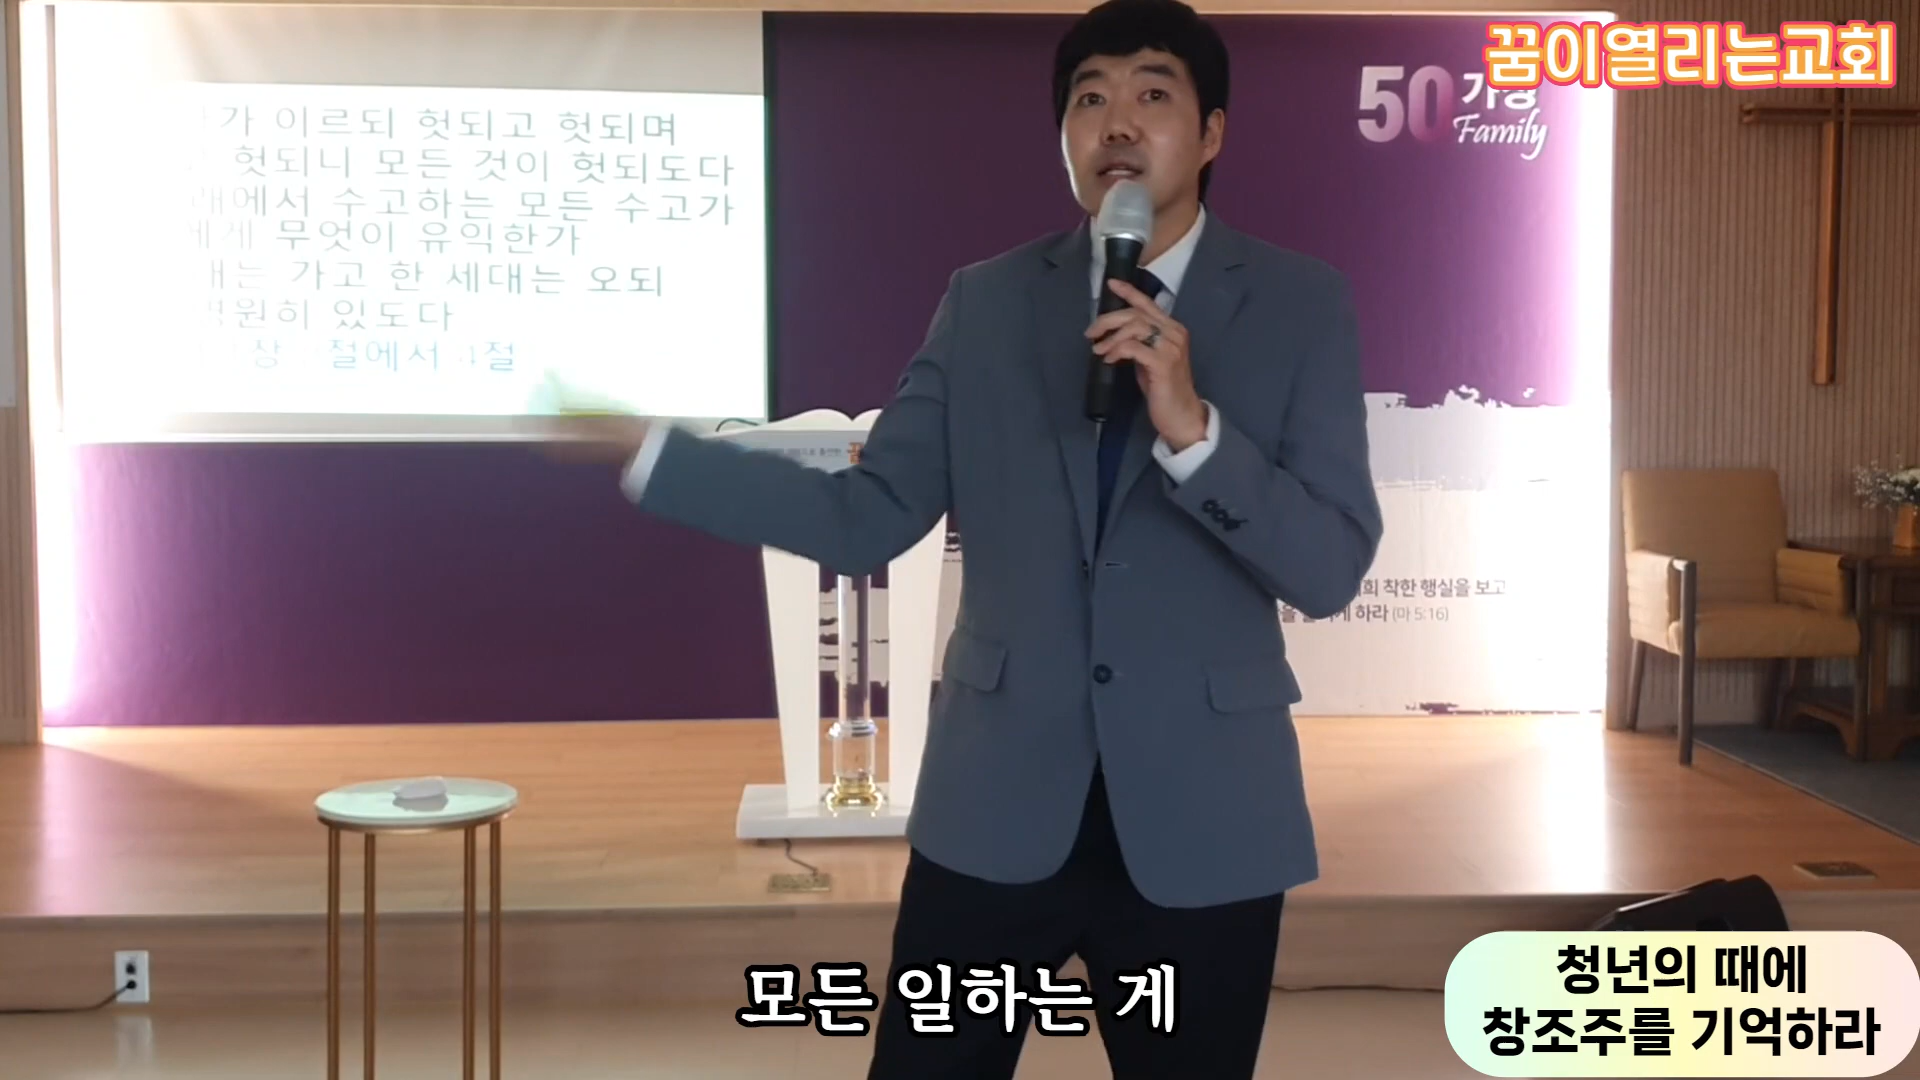 꿈이열리는교회
50 가정
Family
가 이르되 헛되고 헛되며
헛되니 모든 것이 헛되도다
래에서 수고하는 모든 수고가
에게 무엇이 유익한가
대는 가고 한 세대는 오되
영원히 있도다
장 절에서 4절
희 착한 행실을 보고
하라 (마 5:16)
모든 일하는 게
청년의 때에
창조주를 기억하라